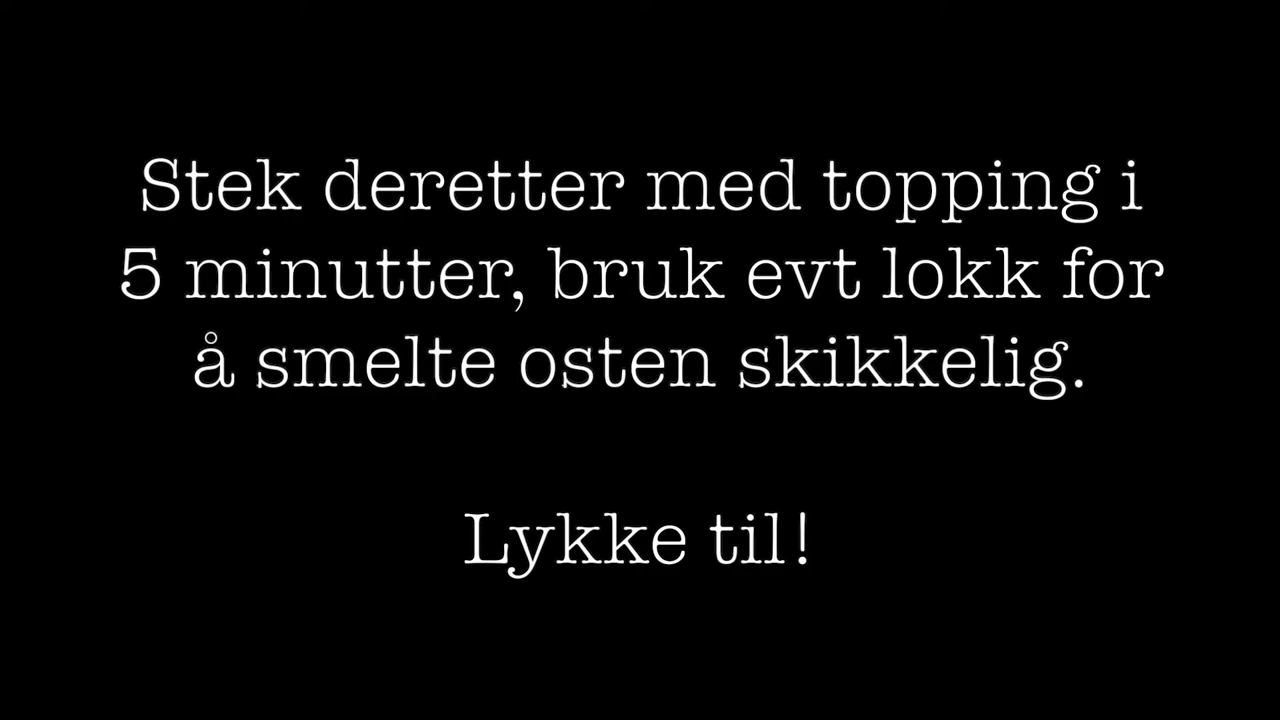 Stek deretter med topping i
5 minutter, bruk evt lokk for
å smelte osten skikkelig.
Lykke til!